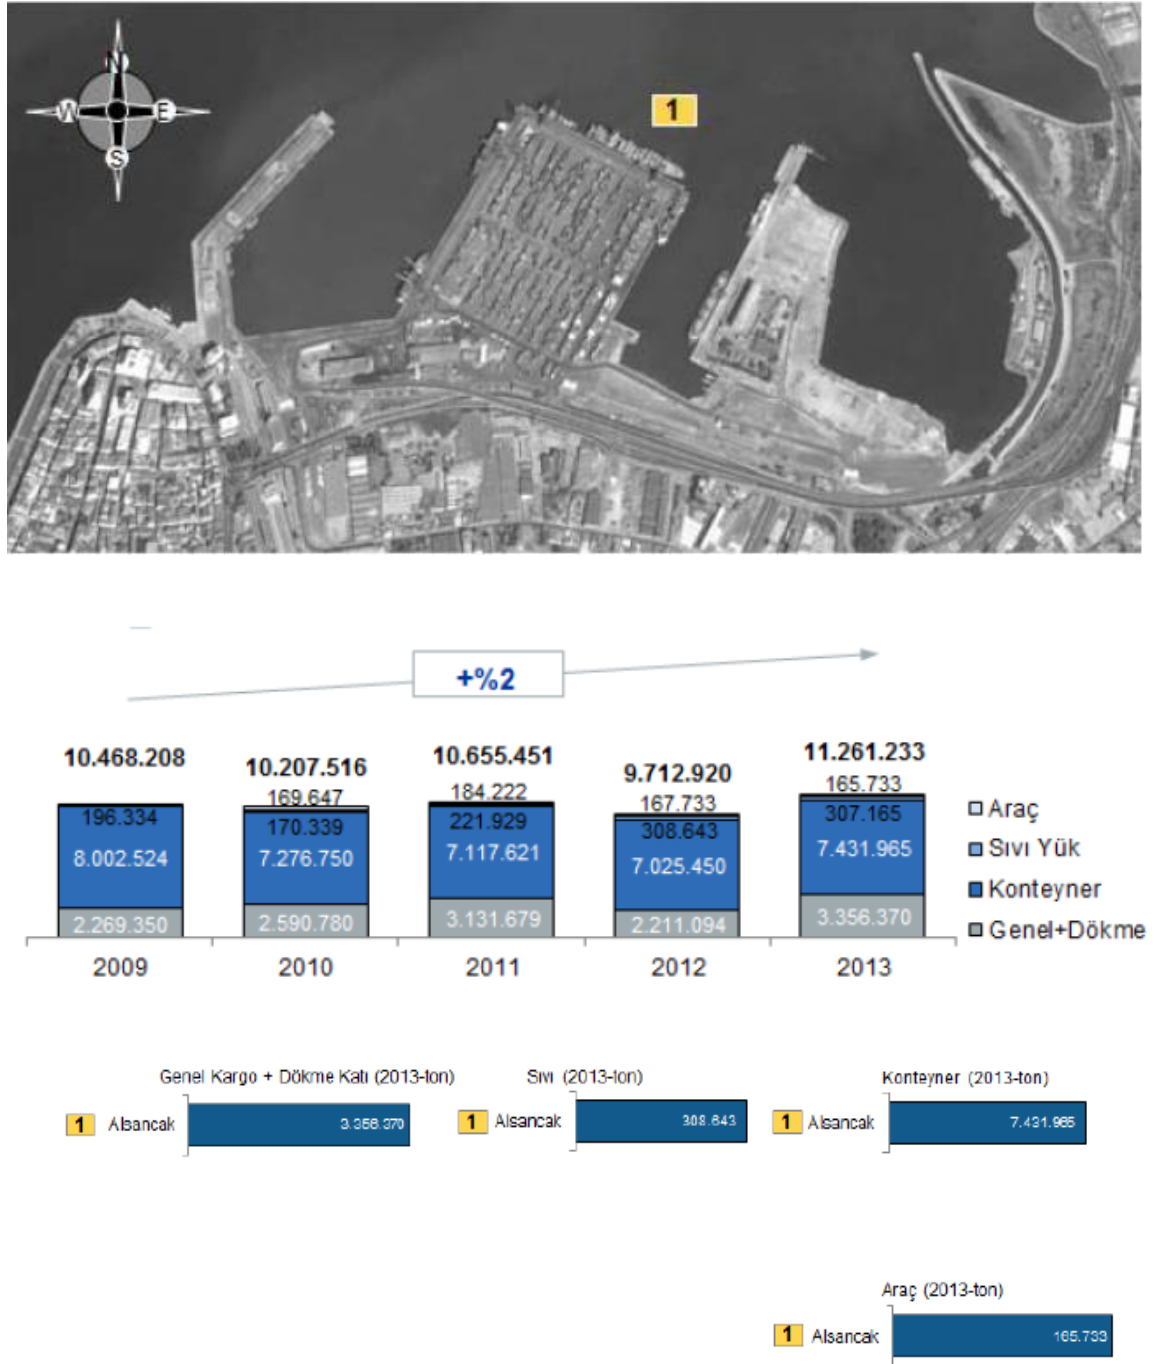 N
W E
S
1
+%2
10.468.208 10.207.516 10.655.451 9.712.920 11.261.233
169.647 184.222 167.733 165.733
196.334 170.339 221.929 308.643 307.165
8.002.524 7.276.750 7.117.621 7.025.450 7.431.965
2.269.350 2.590.780 3.131.679 2.211.094 3.356.370
2009 2010 2011 2012 2013
Araç
Sıvı Yük
Konteyner
Genel+Dökme
Genel Kargo + Dökme Katı (2013-ton)
1 Alsancak 3.356.370
Sıvı (2013-ton)
1 Alsancak 308.643
Konteyner (2013-ton)
1 Alsancak 7.431.965
Araç (2013-ton)
1 Alsancak 165.733